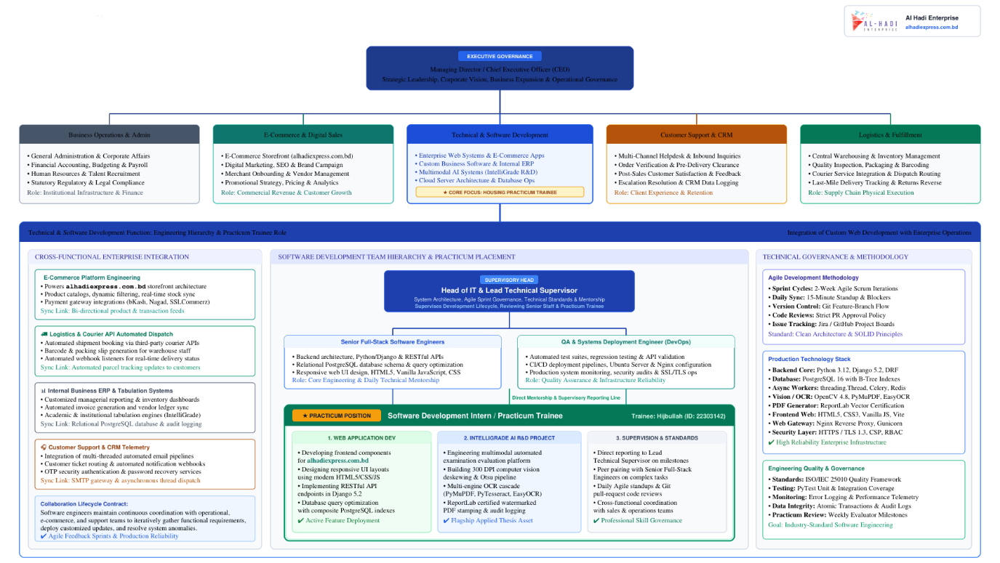 AL-HADI
ENTERPRISE
Al Hadi Enterprise
alhadiexpress.com.bd
EXECUTIVE GOVERNANCE
Managing Director / Chief Executive Officer (CEO)
Strategic Leadership, Corporate Vision, Business Expansion & Operational Governance
Business Operations & Admin
• General Administration & Corporate Affairs
• Financial Accounting, Budgeting & Payroll
• Human Resources & Talent Recruitment
• Statutory Regulatory & Legal Compliance
Role: Institutional Infrastructure & Finance
E-Commerce & Digital Sales
• E-Commerce Storefront (alhadiexpress.com.bd)
• Digital Marketing, SEO & Brand Campaign
• Merchant Onboarding & Vendor Management
• Promotional Strategy, Pricing & Analytics
Role: Commercial Revenue & Customer Growth
Technical & Software Development
• Enterprise Web Systems & E-Commerce Apps
• Custom Business Software & Internal ERP
• Multimodal AI Systems (IntelliGrade R&D)
• Cloud Server Architecture & Database Ops
★ CORE FOCUS: HOUSING PRACTICUM TRAINEE
Customer Support & CRM
• Multi-Channel Helpdesk & Inbound Inquiries
• Order Verification & Pre-Delivery Clearance
• Post-Sales Customer Satisfaction & Feedback
• Escalation Resolution & CRM Data Logging
Role: Client Experience & Retention
Logistics & Fulfillment
• Central Warehousing & Inventory Management
• Quality Inspection, Packaging & Barcoding
• Courier Service Integration & Dispatch Routing
• Last-Mile Delivery Tracking & Returns Reverse
Role: Supply Chain Physical Execution
Technical & Software Development Function: Engineering Hierarchy & Practicum Trainee Role
Integration of Custom Web Development with Enterprise Operations
CROSS-FUNCTIONAL ENTERPRISE INTEGRATION
E-Commerce Platform Engineering
• Powers alhadiexpress.com.bd storefront architecture
• Product catalogs, dynamic filtering, real-time stock sync
• Payment gateway integrations (bKash, Nagad, SSLCommerz)
Sync Link: Bi-directional product & transaction feeds
🚚 Logistics & Courier API Automated Dispatch
• Automated shipment booking via third-party courier APIs
• Barcode & packing slip generation for warehouse staff
• Automated webhook listeners for real-time delivery status
Sync Link: Automated parcel tracking updates to customers
📊 Internal Business ERP & Tabulation Systems
• Customized managerial reporting & inventory dashboards
• Automated invoice generation and vendor ledger sync
• Academic & institutional tabulation engines (IntelliGrade)
Sync Link: Relational PostgreSQL database & audit logging
🎧 Customer Support & CRM Telemetry
• Integration of multi-threaded automated email pipelines
• Customer ticket routing & automated notification webhooks
• OTP security authentication & password recovery services
Sync Link: SMTP gateway & asynchronous thread dispatch
Collaboration Lifecycle Contract:
Software engineers maintain continuous coordination with operational,
e-commerce, and support teams to iteratively gather functional requirements,
deploy customized updates, and resolve system anomalies.
✔ Agile Feedback Sprints & Production Reliability
SOFTWARE DEVELOPMENT TEAM HIERARCHY & PRACTICUM PLACEMENT
SUPERVISORY HEAD
Head of IT & Lead Technical Supervisor
System Architecture, Agile Sprint Governance, Technical Standards & Mentorship
Supervises Development Lifecycle, Reviewing Senior Staff & Practicum Trainee
Senior Full-Stack Software Engineers
• Backend architecture, Python/Django & RESTful APIs
• Relational PostgreSQL database schema & query optimization
• Responsive web UI design, HTML5, Vanilla JavaScript, CSS
Role: Core Engineering & Daily Technical Mentorship
QA & Systems Deployment Engineer (DevOps)
• Automated test suites, regression testing & API validation
• CI/CD deployment pipelines, Ubuntu Server & Nginx configuration
• Production system monitoring, security audits & SSL/TLS ops
Role: Quality Assurance & Infrastructure Reliability
Direct Mentorship & Supervisory Reporting Line
★ PRACTICUM POSITION
Software Development Intern / Practicum Trainee
Trainee: Hijbullah (ID: 22303142)
1. WEB APPLICATION DEV
• Developing frontend components
for alhadiexpress.com.bd
• Designing responsive UI layouts
using modern HTML5/CSS/JS
• Implementing RESTful API
endpoints in Django 5.2
• Database query optimization
with composite PostgreSQL indexes
✔ Active Feature Deployment
2. INTELLIGRADE AI R&D PROJECT
• Engineering multimodal automated
examination evaluation platform
• Building 300 DPI computer vision
deskewing & Otsu pipeline
• Multi-engine OCR cascade
(PyMuPDF, PyTesseract, EasyOCR)
• ReportLab certified watermarked
PDF stamping & audit logging
✔ Flagship Applied Thesis Asset
3. SUPERVISION & STANDARDS
• Direct reporting to Lead
Technical Supervisor on milestones
• Peer pairing with Senior Full-Stack
Engineers on complex tasks
• Daily Agile standups & Git
pull-request code reviews
• Cross-functional coordination
with sales & operations teams
✔ Professional Skill Governance
TECHNICAL GOVERNANCE & METHODOLOGY
Agile Development Methodology
• Sprint Cycles: 2-Week Agile Scrum Iterations
• Daily Sync: 15-Minute Standup & Blockers
• Version Control: Git Feature-Branch Flow
• Code Reviews: Strict PR Approval Policy
• Issue Tracking: Jira / GitHub Project Boards
Standard: Clean Architecture & SOLID Principles
Production Technology Stack
• Backend Core: Python 3.12, Django 5.2, DRF
• Database: PostgreSQL 16 with B-Tree Indexes
• Async Workers: threading.Thread, Celery, Redis
• Vision / OCR: OpenCV 4.8, PyMuPDF, EasyOCR
• PDF Generator: ReportLab Vector Certification
• Frontend Web: HTML5, CSS3, Vanilla JS, Vite
• Web Gateway: Nginx Reverse Proxy, Gunicorn
• Security Layer: HTTPS / TLS 1.3, CSP, RBAC
✔ High Reliability Enterprise Infrastructure
Engineering Quality & Governance
• Standards: ISO/IEC 25010 Quality Framework
• Testing: PyTest Unit & Integration Coverage
• Monitoring: Error Logging & Performance Telemetry
• Data Integrity: Atomic Transactions & Audit Logs
• Practicum Review: Weekly Evaluator Milestones
Goal: Industry-Standard Software Engineering